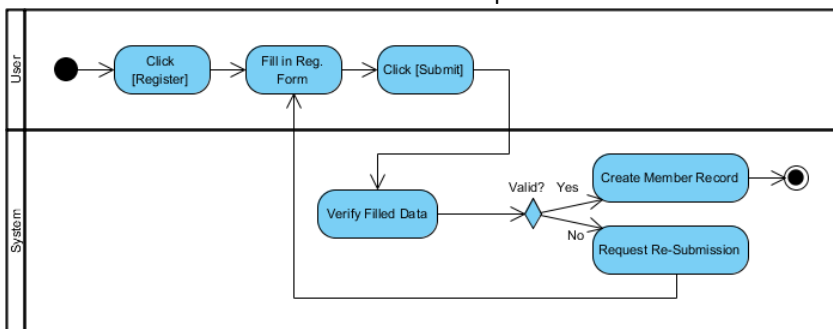 User
Click
[Register]
Fill in Reg.
Form
Click [Submit]
System
Verify Filled Data
Valid?
Yes
No
Create Member Record
Request Re-Submission